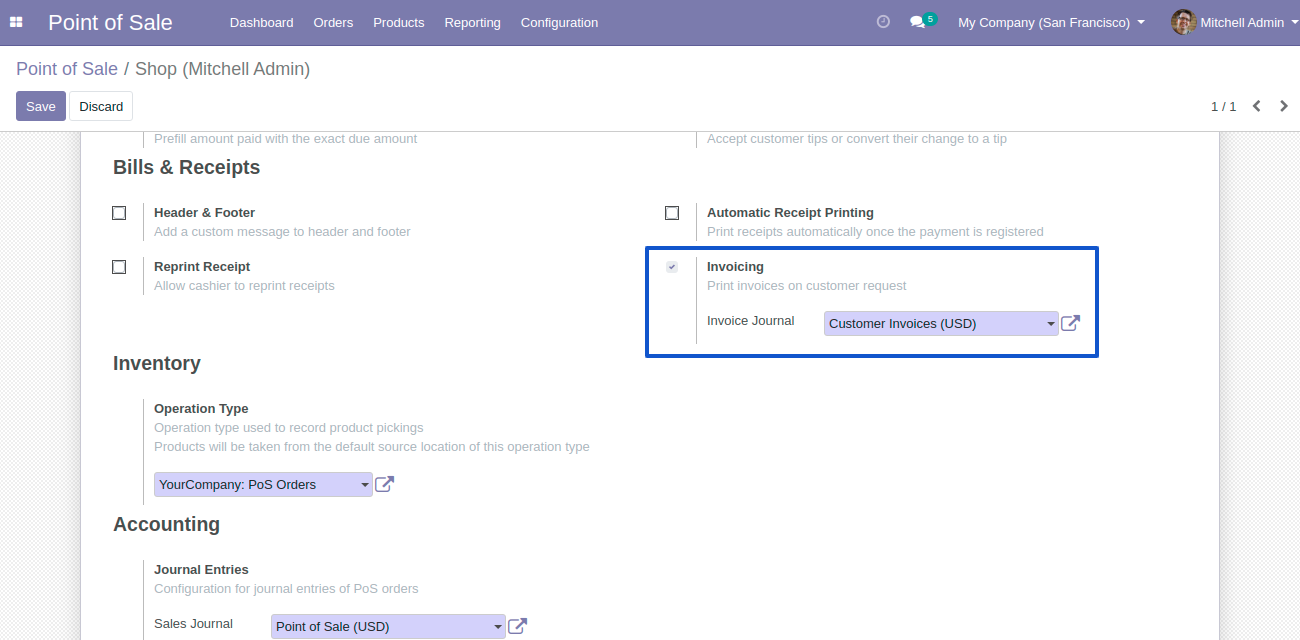 Point of Sale
Dashboard Orders Products Reporting Configuration
5
My Company (San Francisco)
Mitchell Admin
Point of Sale / Shop (Mitchell Admin)
Save Discard
1 / 1
Prefill amount paid with the exact due amount
Accept customer tips or convert their change to a tip
Bills & Receipts
Header & Footer
Add a custom message to header and footer
Automatic Receipt Printing
Print receipts automatically once the payment is registered
Reprint Receipt
Allow cashier to reprint receipts
Invoicing
Print invoices on customer request
Invoice Journal Customer Invoices (USD)
Inventory
Operation Type
Operation type used to record product pickings
Products will be taken from the default source location of this operation type
YourCompany: PoS Orders
Accounting
Journal Entries
Configuration for journal entries of PoS orders
Sales Journal Point of Sale (USD)